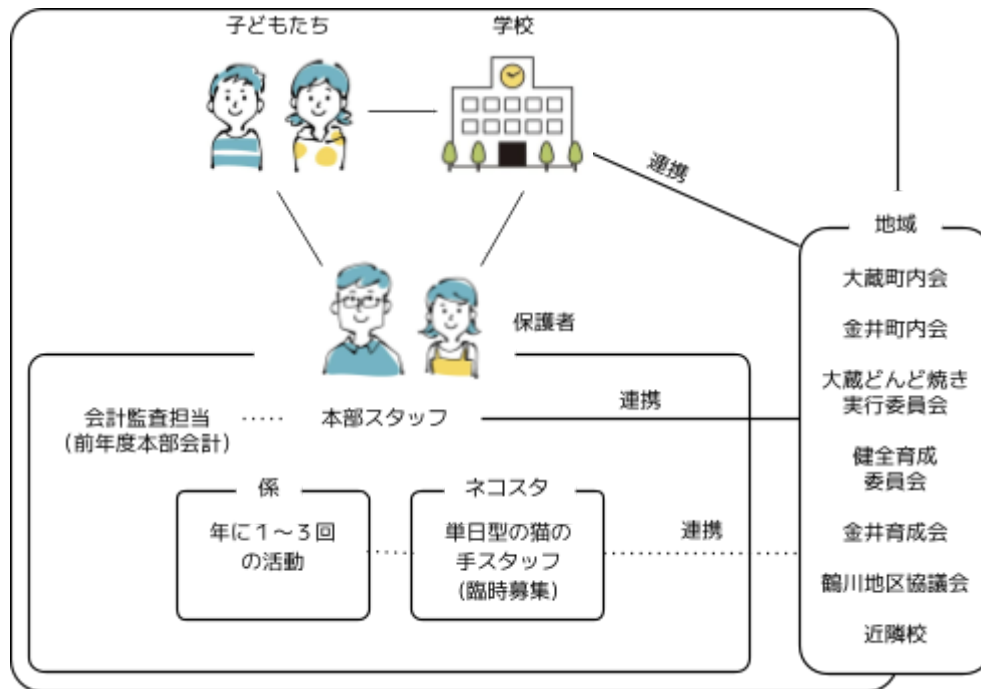 子どもたち
学校
連携
地域
大蔵町内会
金井町内会
大蔵どんど焼き
実行委員会
健全育成
委員会
金井育成会
鶴川地区協議会
近隣校
保護者
会計監査担当
(前年度本部会計)
本部スタッフ
連携
係
年に１～３回
の活動
ネコスタ
単日型の猫の
手スタッフ
(臨時募集)
連携